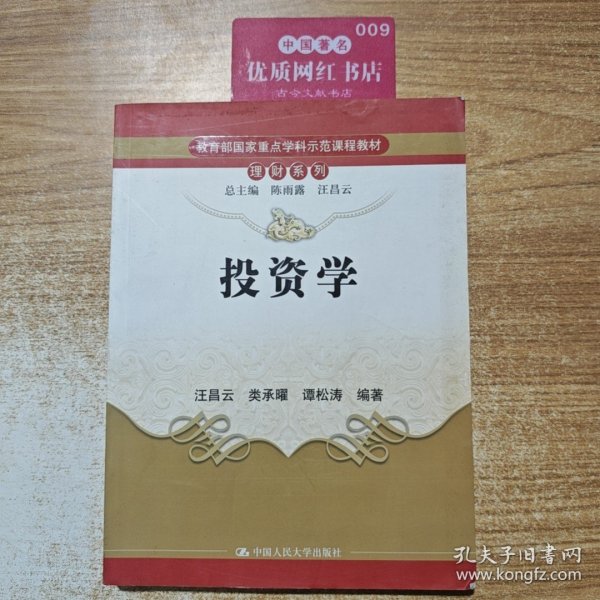 009
中国著名
优质网红书店
古今文献书店
教育部国家重点学科示范课程教材
理财系列
总主编 陈雨露 汪昌云
投资学
汪昌云 类承曜 谭松涛 编著
中国人民大学出版社
孔夫子旧书网
www.kongfz.com